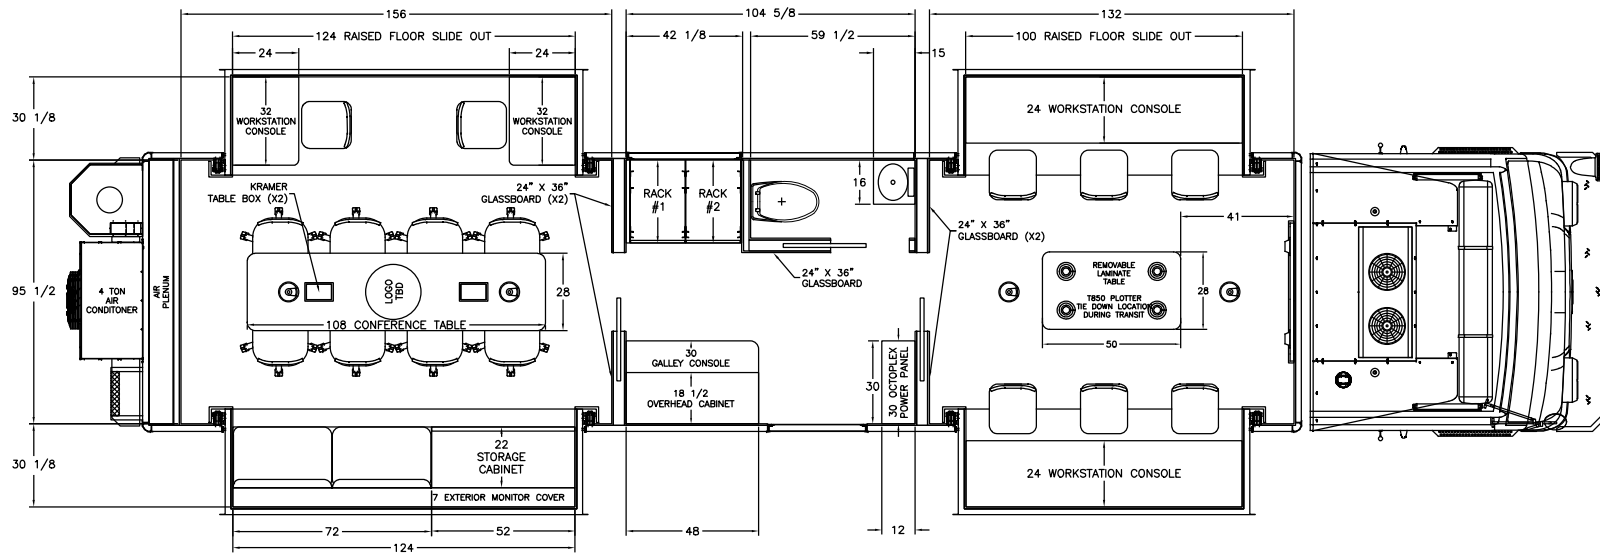 156
104 5/8
132
124 RAISED FLOOR SLIDE OUT
42 1/8
59 1/2
100 RAISED FLOOR SLIDE OUT
24
24
15
30 1/8
32
WORKSTATION
CONSOLE
32
WORKSTATION
CONSOLE
24 WORKSTATION CONSOLE
KRAMER
TABLE BOX (X2)
24" X 36"
GLASSBOARD (X2)
RACK
#1
RACK
#2
16
24" X 36"
GLASSBOARD (X2)
41
95 1/2
4 TON
AIR
CONDITONER
AIR
PLENUM
LOGO
TBD
28
108 CONFERENCE TABLE
24" X 36"
GLASSBOARD
REMOVABLE
LAMINATE
TABLE
T850 PLOTTER
TIE DOWN LOCATION
DURING TRANSIT
28
50
30
GALLEY CONSOLE
18 1/2
OVERHEAD CABINET
30
30 OCTOPLEX
POWER PANEL
30 1/8
22
STORAGE
CABINET
7 EXTERIOR MONITOR COVER
24 WORKSTATION CONSOLE
72
52
48
12
124